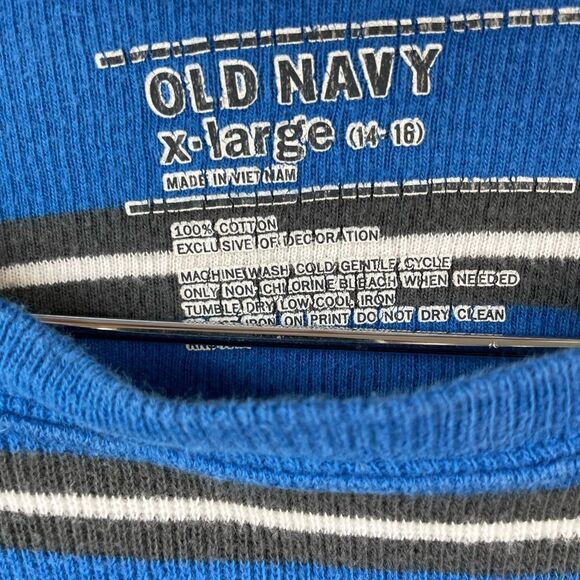 OLD NAVY
x-large (14-16)
MADE IN VIETNAM
100% COTTON
EXCLUSIVE OF DECORATION
MACHINE WASH COLD GENTLE CYCLE
ONLY NON CHLORINE BLEACH WHEN NEEDED
TUMBLE DRY LOW COOL IRON
IRON ON PRINT DO NOT DRY CLEAN